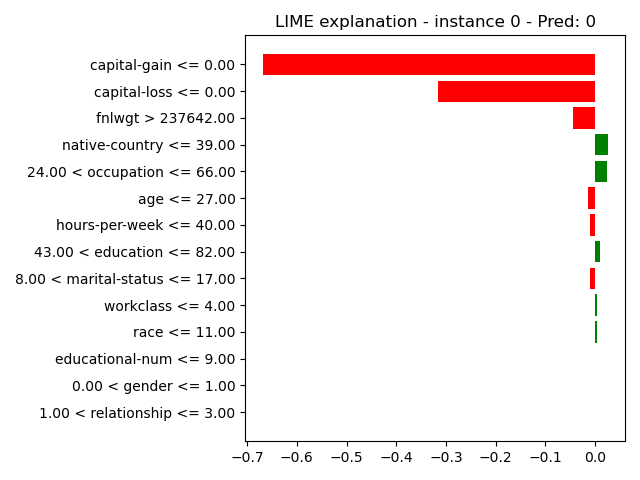 LIME explanation - instance 0 - Pred: 0
capital-gain <= 0.00
capital-loss <= 0.00
fnlwgt > 237642.00
native-country <= 39.00
24.00 < occupation <= 66.00
age <= 27.00
hours-per-week <= 40.00
43.00 < education <= 82.00
8.00 < marital-status <= 17.00
workclass <= 4.00
race <= 11.00
educational-num <= 9.00
0.00 < gender <= 1.00
1.00 < relationship <= 3.00
−0.7 −0.6 −0.5 −0.4 −0.3 −0.2 −0.1 0.0